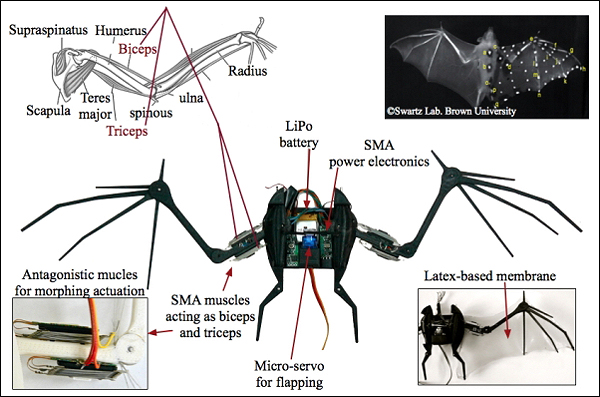 Supraspinatus
Humerus
Biceps
Radius
ulna
Scapula
Teres
major
spinous
Triceps
©Swartz Lab. Brown University
LiPo
battery
SMA
power electronics
Antagonistic mucles
for morphing actuation
SMA muscles
acting as biceps
and triceps
Micro-servo
for flapping
Latex-based membrane